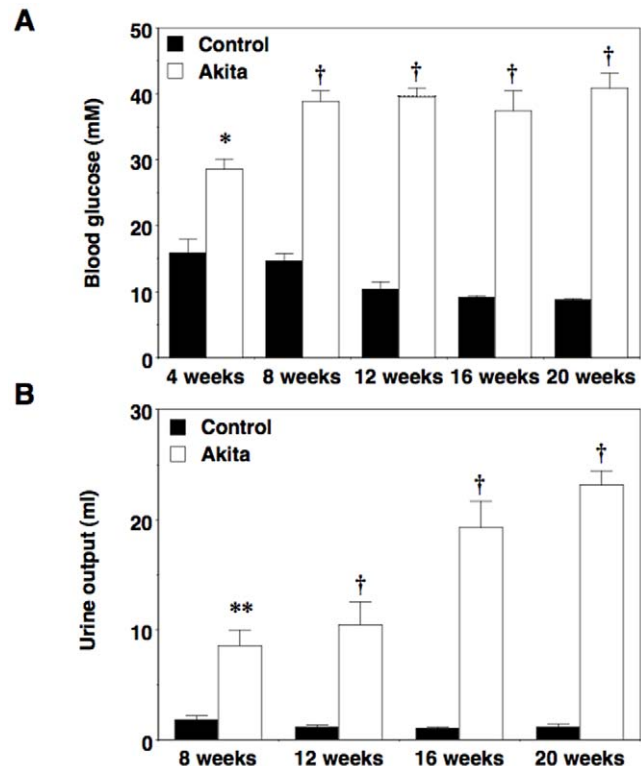 A
Blood glucose (mM)
50
40
30
20
10
0
Control
Akita
*
†
†
†
†
4 weeks 8 weeks 12 weeks 16 weeks 20 weeks
B
Urine output (ml)
30
20
10
0
Control
Akita
**
†
†
†
8 weeks 12 weeks 16 weeks 20 weeks